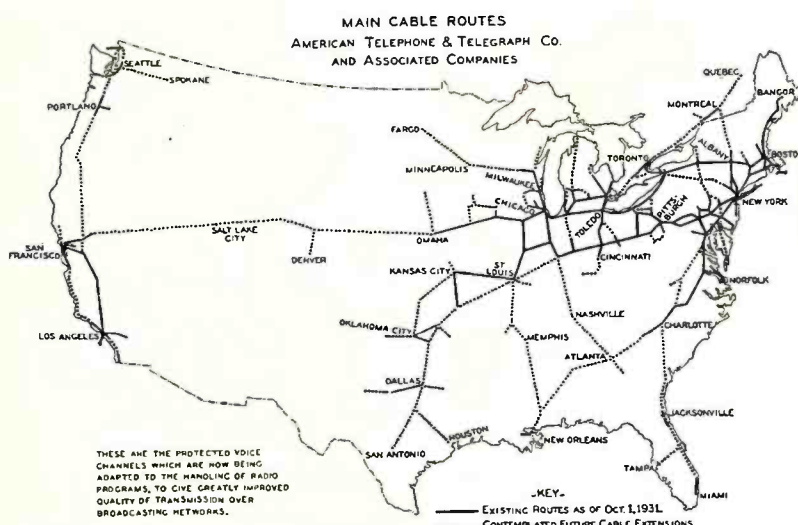 MAIN CABLE ROUTES
AMERICAN TELEPHONE & TELEGRAPH CO.
AND ASSOCIATED COMPANIES
SEATTLE
SPOKANE
PORTLAND
QUEBEC
BANGOR
MONTREAL
FARGO
TORONTO
ALBANY
BOSTON
MINNEAPOLIS
MILWAUKEE
CHICAGO
TOLEDO
PITTS-
BURGH
NEW YORK
SALT LAKE
CITY
OMAHA
SAN
FRANCISCO
DENVER
CINCINNATI
KANSAS CITY
ST
LOUIS
NORFOLK
NASHVILLE
OKLAHOMA
CITY
LOS ANGELES
MEMPHIS
CHARLOTTE
ATLANTA
DALLAS
JACKSONVILLE
HOUSTON
NEW ORLEANS
SAN ANTONIO
TAMPA
MIAMI
THESE ARE THE PROTECTED VOICE
CHANNELS WHICH ARE NOW BEING
ADAPTED TO THE HANDLING OF RADIO
PROGRAMS, TO GIVE GREATLY IMPROVED
QUALITY OF TRANSMISSION OVER
BROADCASTING NETWORKS.
-KEY-
EXISTING ROUTES AS OF OCT. 1, 1931.
CONTEMPLATED FUTURE CABLE EXTENSIONS